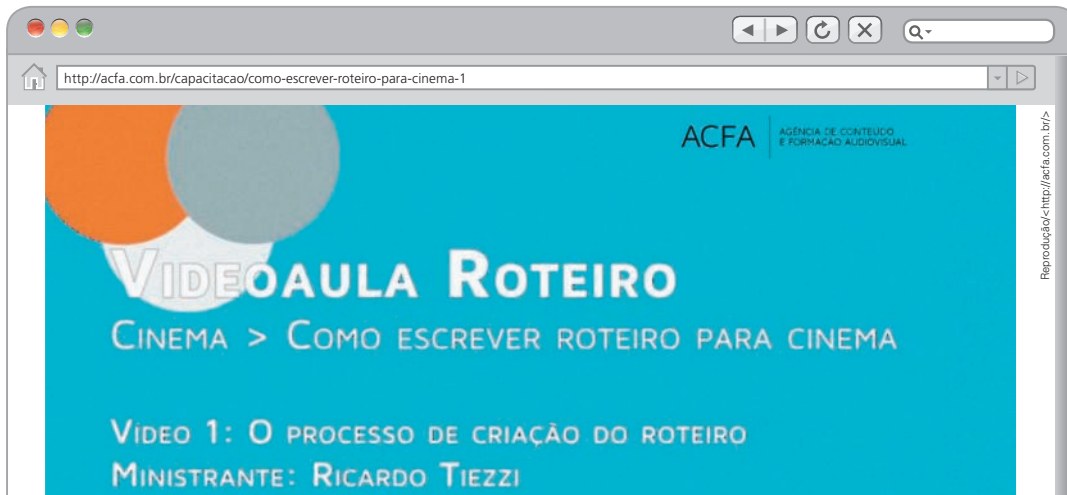 http://acfa.com.br/capacitacao/como-escrever-roteiro-para-cinema-1
ACFA
AGÊNCIA DE CONTEÚDO
E FORMAÇÃO AUDIOVISUAL
VIDEOAULA ROTEIRO
CINEMA > COMO ESCREVER ROTEIRO PARA CINEMA
VÍDEO 1: O PROCESSO DE CRIAÇÃO DO ROTEIRO
MINISTRANTE: RICARDO TIEZZI
Reprodução/<http://acfa.com.br/>